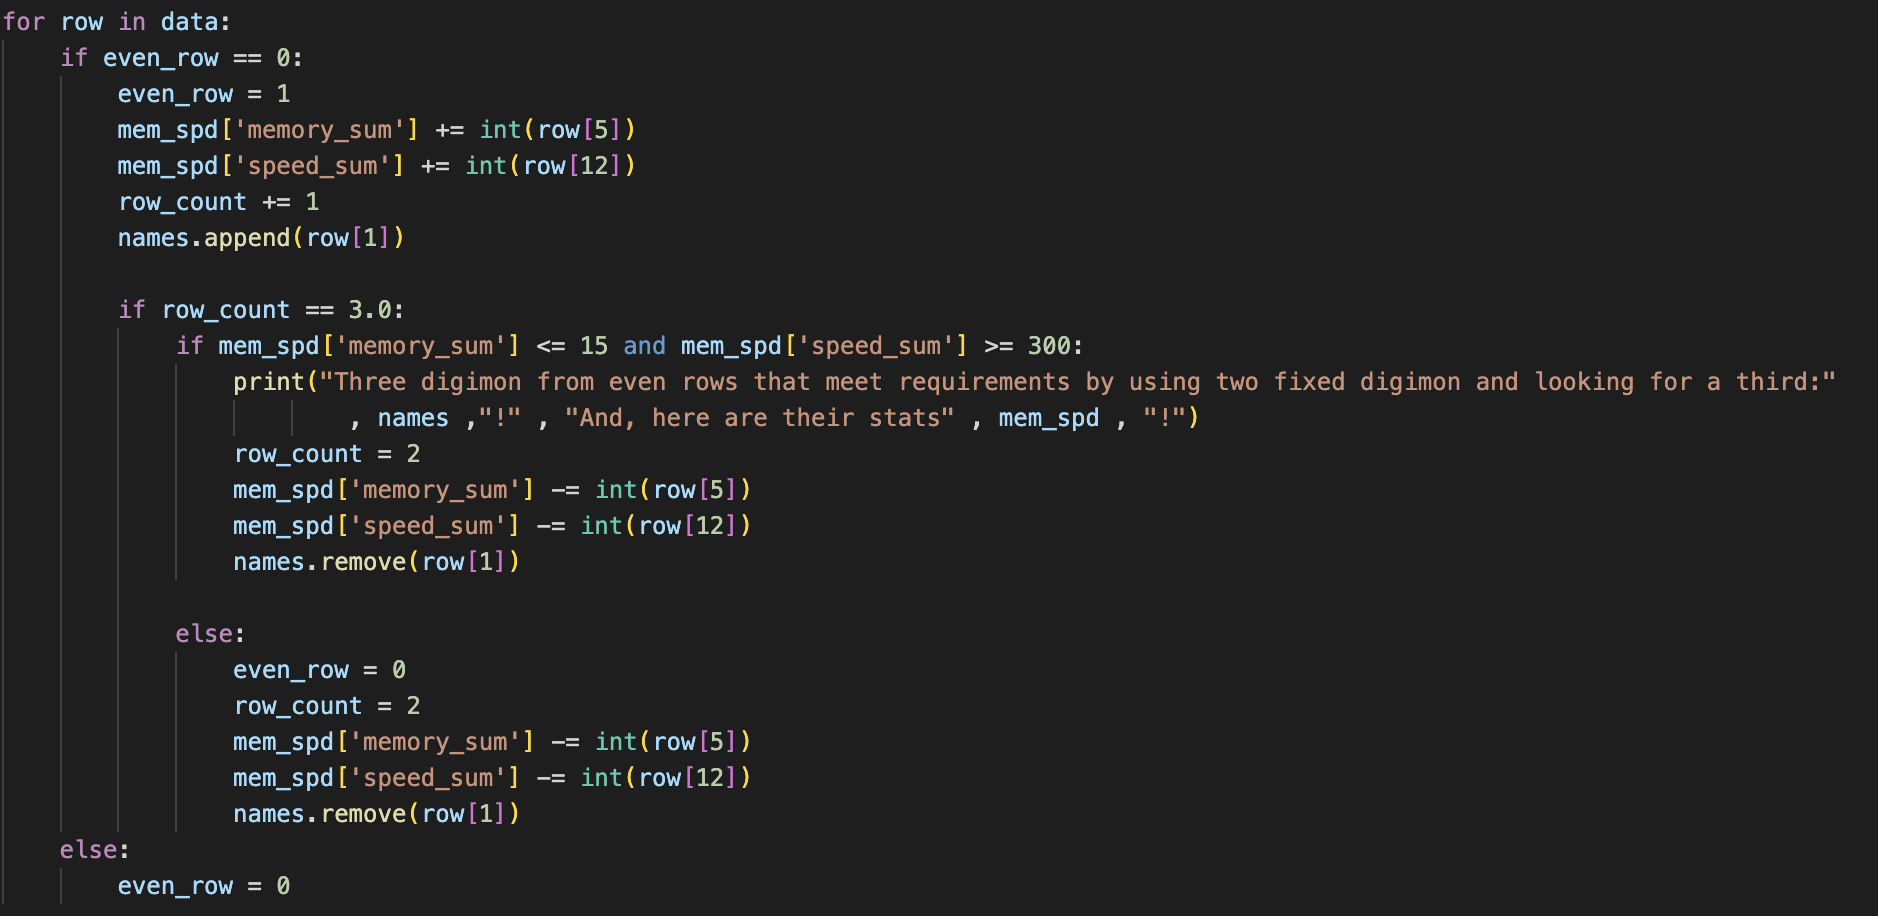 for row in data:
    if even_row == 0:
        even_row = 1
        mem_spd['memory_sum'] += int(row[5])
        mem_spd['speed_sum'] += int(row[12])
        row_count += 1
        names.append(row[1])

        if row_count == 3.0:
            if mem_spd['memory_sum'] <= 15 and mem_spd['speed_sum'] >= 300:
                print("Three digimon from even rows that meet requirements by using two fixed digimon and looking for a third:"
                        , names ,"!" , "And, here are their stats" , mem_spd , "!")
                row_count = 2
                mem_spd['memory_sum'] -= int(row[5])
                mem_spd['speed_sum'] -= int(row[12])
                names.remove(row[1])

            else:
                even_row = 0
                row_count = 2
                mem_spd['memory_sum'] -= int(row[5])
                mem_spd['speed_sum'] -= int(row[12])
                names.remove(row[1])
    else:
        even_row = 0